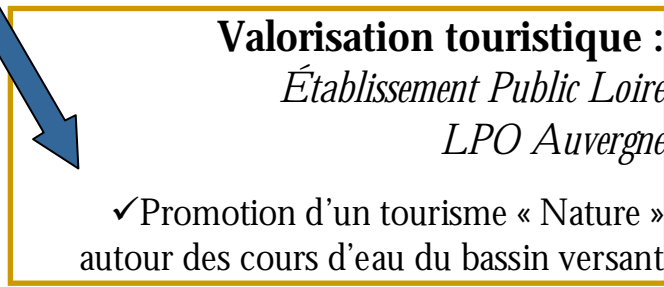 Valorisation touristique :
Établissement Public Loire
LPO Auvergne
✓Promotion d'un tourisme « Nature »
autour des cours d'eau du bassin versant